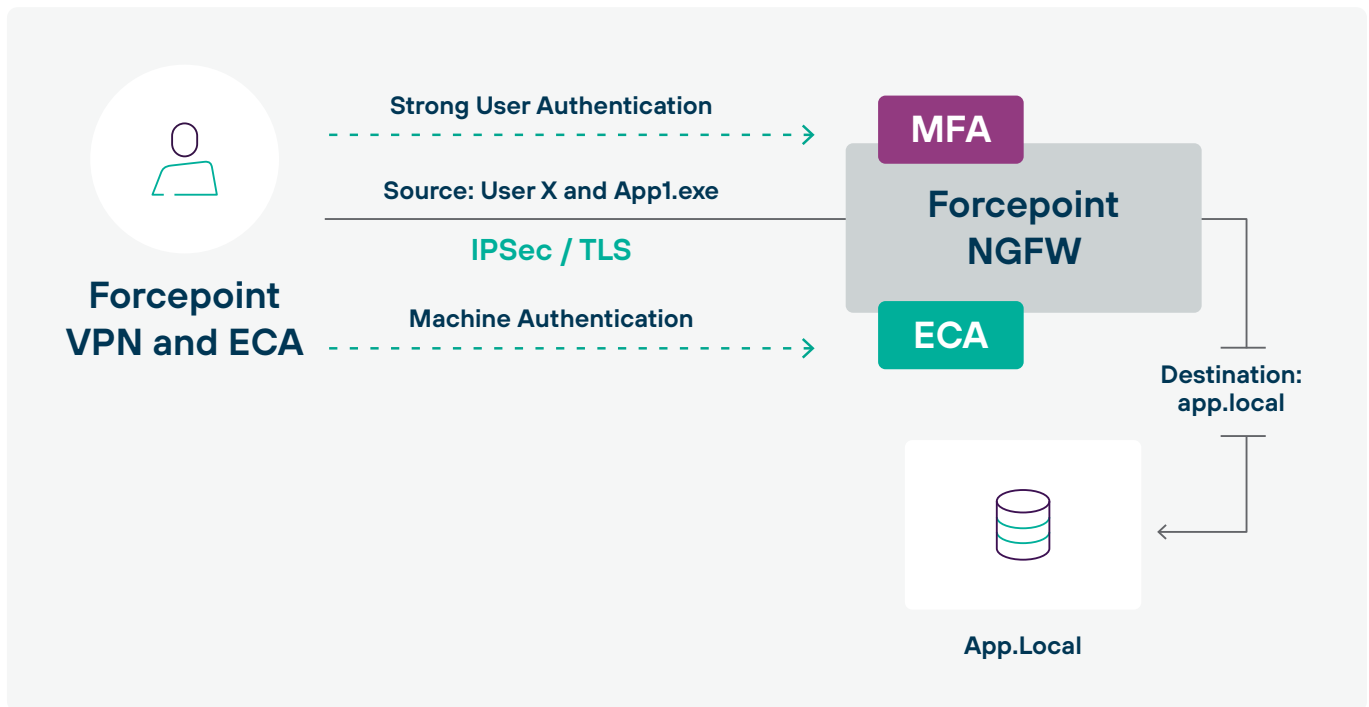 Strong User Authentication
MFA
Source: User X and App1.exe
Forcepoint
NGFW
IPSec / TLS
Forcepoint
VPN and ECA
Machine Authentication
ECA
Destination:
app.local
App.Local